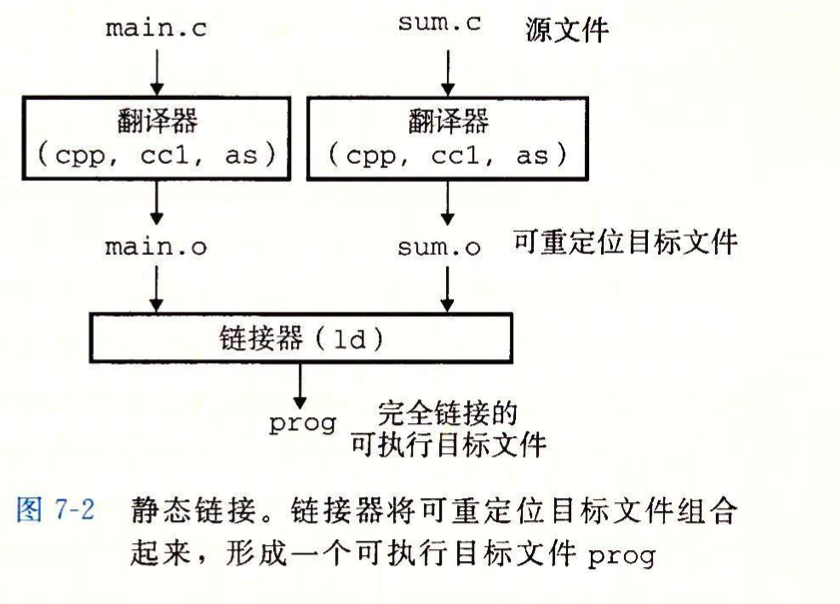 main.c sum.c 源文件
翻译器 翻译器
(cpp, cc1, as) (cpp, cc1, as)
main.o sum.o 可重定位目标文件
链接器(ld)
prog 完全链接的
可执行目标文件
图 7-2 静态链接。链接器将可重定位目标文件组合
起来，形成一个可执行目标文件 prog